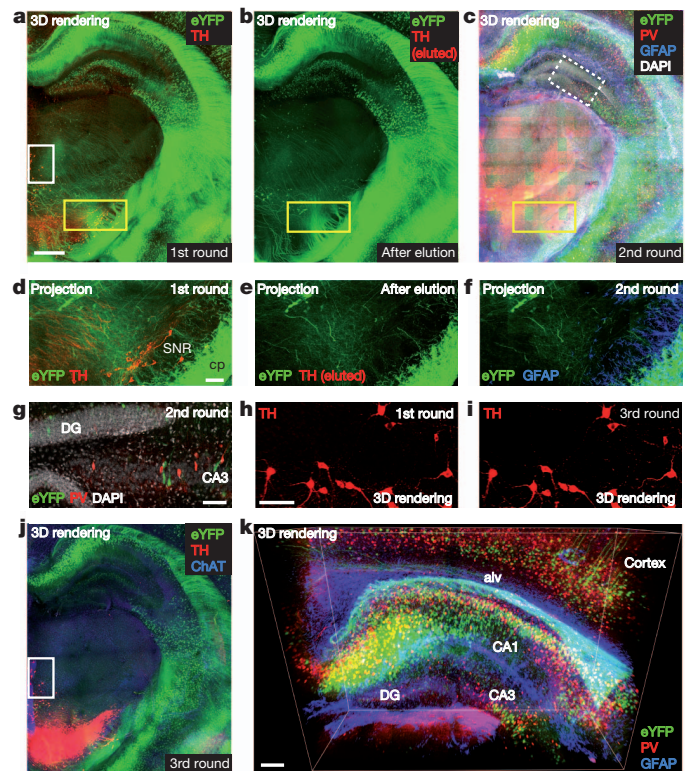 a 3D rendering eYFP
TH
1st round
b 3D rendering eYFP
TH
(eluted)
After elution
c 3D rendering eYFP
PV
GFAP
DAPI
2nd round
d Projection 1st round
SNR
cp
eYFP TH
e Projection After elution
eYFP TH (eluted)
f Projection 2nd round
eYFP GFAP
g 2nd round
DG
CA3
eYFP PV DAPI
h TH 1st round
3D rendering
i TH 3rd round
3D rendering
j 3D rendering eYFP
TH
ChAT
3rd round
k 3D rendering
Cortex
alv
CA1
DG CA3
eYFP
PV
GFAP